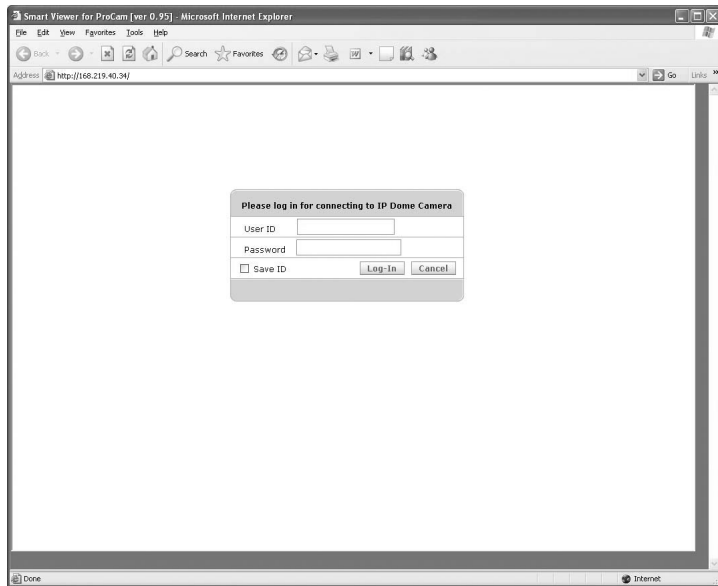 Smart Viewer for ProCam [ver 0.95] - Microsoft Internet Explorer
File Edit View Favorites Tools Help
Back Search Favorites
Address http://168.219.40.34/ Go Links »
Please log in for connecting to IP Dome Camera
User ID
Password
Save ID Log-In Cancel
Done Internet